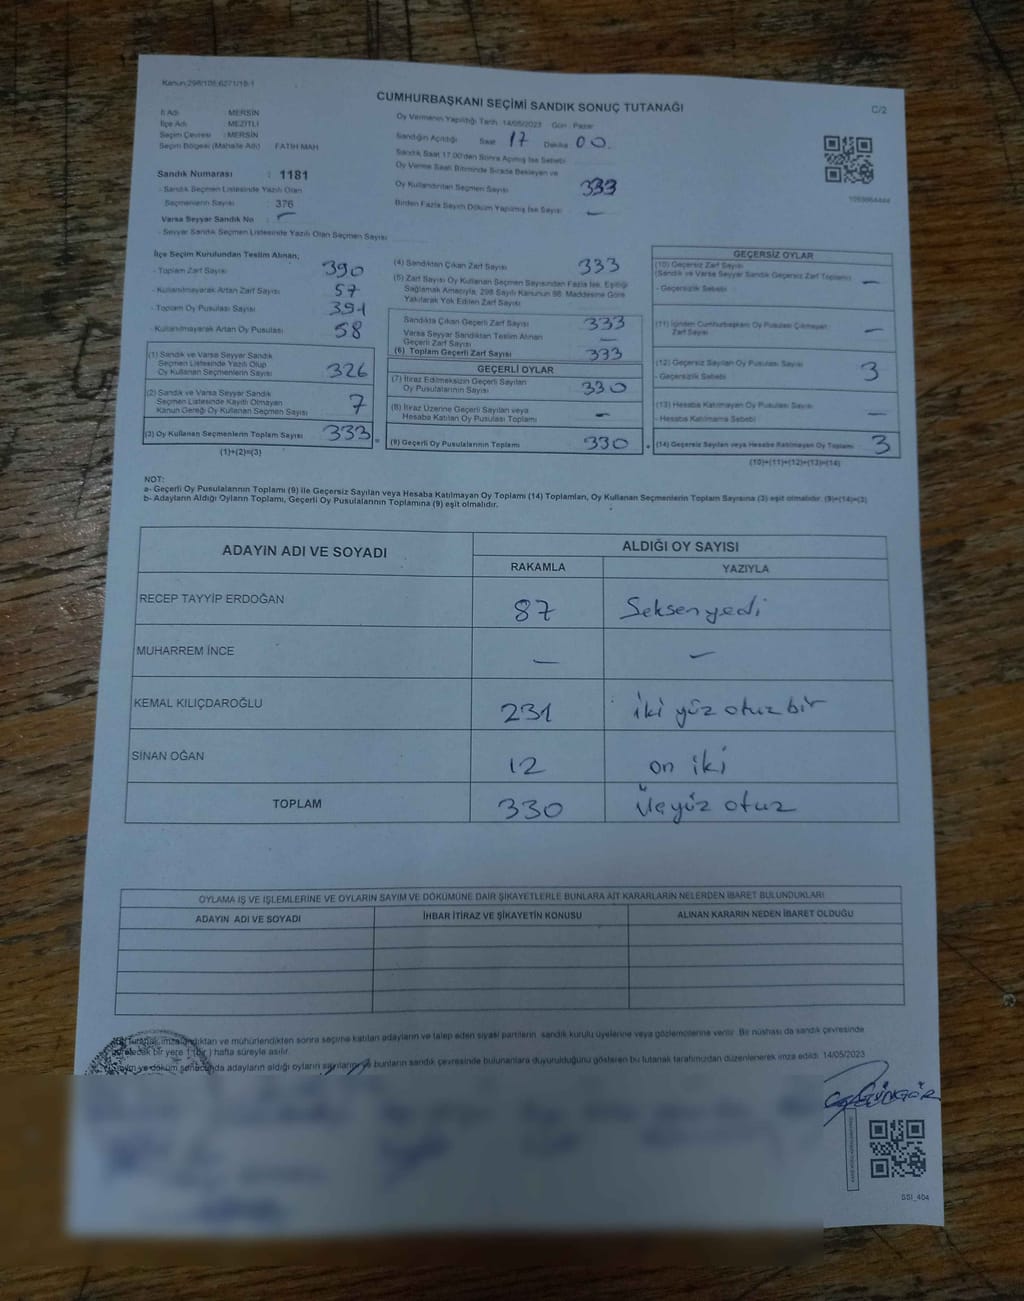 Kanun:298/105;6271/18-1
CUMHURBAŞKANI SEÇİMİ SANDIK SONUÇ TUTANAĞI
C/2
İl Adı : MERSİN
İlçe Adı : MEZİTLİ
Seçim Çevresi : MERSİN
Seçim Bölgesi (Mahalle Adı) FATİH MAH
Sandık Numarası : 1181
- Sandık Seçmen Listesinde Yazılı Olan
Seçmenlerin Sayısı : 376
Varsa Seyyar Sandık No : –
- Seyyar Sandık Seçmen Listesinde Yazılı Olan Seçmen Sayısı
Oy Vermenin Yapıldığı Tarih 14/05/2023 Gün : Pazar
Sandığın Açıldığı Saat 17 Dakika 00
Sandık Saat 17.00'den Sonra Açılmış İse Sebebi
Oy Verme Saati Bitiminde Sırada Bekleyen ve
Oy Kullandırılan Seçmen Sayısı 333
Birden Fazla Sayım Döküm Yapılmış İse Sayısı –
İlçe Seçim Kurulundan Teslim Alınan,
- Toplam Zarf Sayısı 390
- Kullanılmayarak Artan Zarf Sayısı 57
- Toplam Oy Pusulası Sayısı 391
- Kullanılmayarak Artan Oy Pusulası 58
(1) Sandık ve Varsa Seyyar Sandık
Seçmen Listesinde Yazılı Olup
Oy Kullanan Seçmenlerin Sayısı 326
(2) Sandık ve Varsa Seyyar Sandık
Seçmen Listesinde Kayıtlı Olmayan
Kanun Gereği Oy Kullanan Seçmen Sayısı 7
(3) Oy Kullanan Seçmenlerin Toplam Sayısı 333 =
(1)+(2)=(3)
(4) Sandıktan Çıkan Zarf Sayısı 333
(5) Zarf Sayısı Oy Kullanan Seçmen Sayısından Fazla İse, Eşitliği
Sağlamak Amacıyla, 298 Sayılı Kanunun 98. Maddesine Göre
Yakılarak Yok Edilen Zarf Sayısı
Sandıkta Çıkan Geçerli Zarf Sayısı 333
Varsa Seyyar Sandıktan Teslim Alınan
Geçerli Zarf Sayısı –
(6) Toplam Geçerli Zarf Sayısı 333
GEÇERLİ OYLAR
(7) İtiraz Edilmeksizin Geçerli Sayılan
Oy Pusulalarının Sayısı 330
(8) İtiraz Üzerine Geçerli Sayılan veya
Hesaba Katılan Oy Pusulası Toplamı –
(9) Geçerli Oy Pusulalarının Toplamı 330 +
GEÇERSİZ OYLAR
(10) Geçersiz Zarf Sayısı
(Sandık ve Varsa Seyyar Sandık Geçersiz Zarf Toplamı) –
- Geçersizlik Sebebi
(11) İçinden Cumhurbaşkanı Oy Pusulası Çıkmayan
Zarf Sayısı –
(12) Geçersiz Sayılan Oy Pusulası Sayısı 3
- Geçersizlik Sebebi
(13) Hesaba Katılmayan Oy Pusulası Sayısı –
- Hesaba Katılmama Sebebi
(14) Geçersiz Sayılan veya Hesaba Katılmayan Oy Toplamı 3
(10)+(11)+(12)+(13)=(14)
NOT:
a- Geçerli Oy Pusulalarının Toplamı (9) ile Geçersiz Sayılan veya Hesaba Katılmayan Oy Toplamı (14) Toplamları, Oy Kullanan Seçmenlerin Toplam Sayısına (3) eşit olmalıdır. (9)+(14)=(3)
b- Adayların Aldığı Oyların Toplamı, Geçerli Oy Pusulalarının Toplamına (9) eşit olmalıdır.
ADAYIN ADI VE SOYADI
ALDIĞI OY SAYISI
RAKAMLA YAZIYLA
RECEP TAYYİP ERDOĞAN 87 Seksenyedi
MUHARREM İNCE – –
KEMAL KILIÇDAROĞLU 231 iki yüz otuz bir
SİNAN OĞAN 12 on iki
TOPLAM 330 Üçyüz otuz
OYLAMA İŞ VE İŞLEMLERİNE VE OYLARIN SAYIM VE DÖKÜMÜNE DAİR ŞİKAYETLERLE BUNLARA AİT KARARLARIN NELERDEN İBARET BULUNDUKLARI
ADAYIN ADI VE SOYADI İHBAR İTİRAZ VE ŞİKAYETİN KONUSU ALINAN KARARIN NEDEN İBARET OLDUĞU
tutanak imzalandıktan ve mühürlendikten sonra seçime katılan adayların ve talep eden siyasi partilerin sandık kurulu üyelerine veya gözlemcilerine verilir. Bir nüshası da sandık çevresinde
bir yere 1 (bir) hafta süreyle asılır.
Sayım ve döküm sonucunda adayların aldığı oyların sayılarını ve bunların sandık çevresinde bulunanlara duyurulduğunu gösteren bu tutanak tarafımızdan düzenlenerek imza edildi. 14/05/2023
SSI_404